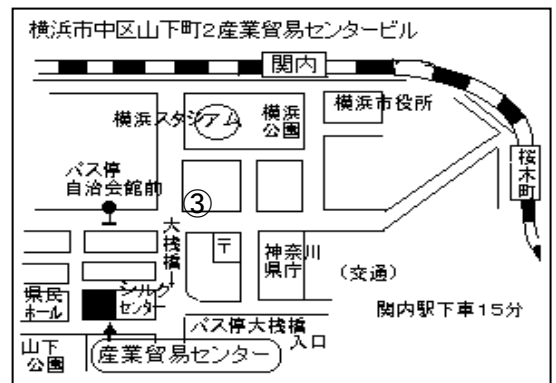 横浜市中区山下町2産業貿易センタービル
関内
横浜スタジアム
横浜
公園
横浜市役所
桜木町
バス停
自治会館前
③
大桟橋
〒
神奈川
県庁
(交通)
県民
ホール
シルク
センター
関内駅下車15分
バス停大桟橋
入口
山下
公園
産業貿易センター